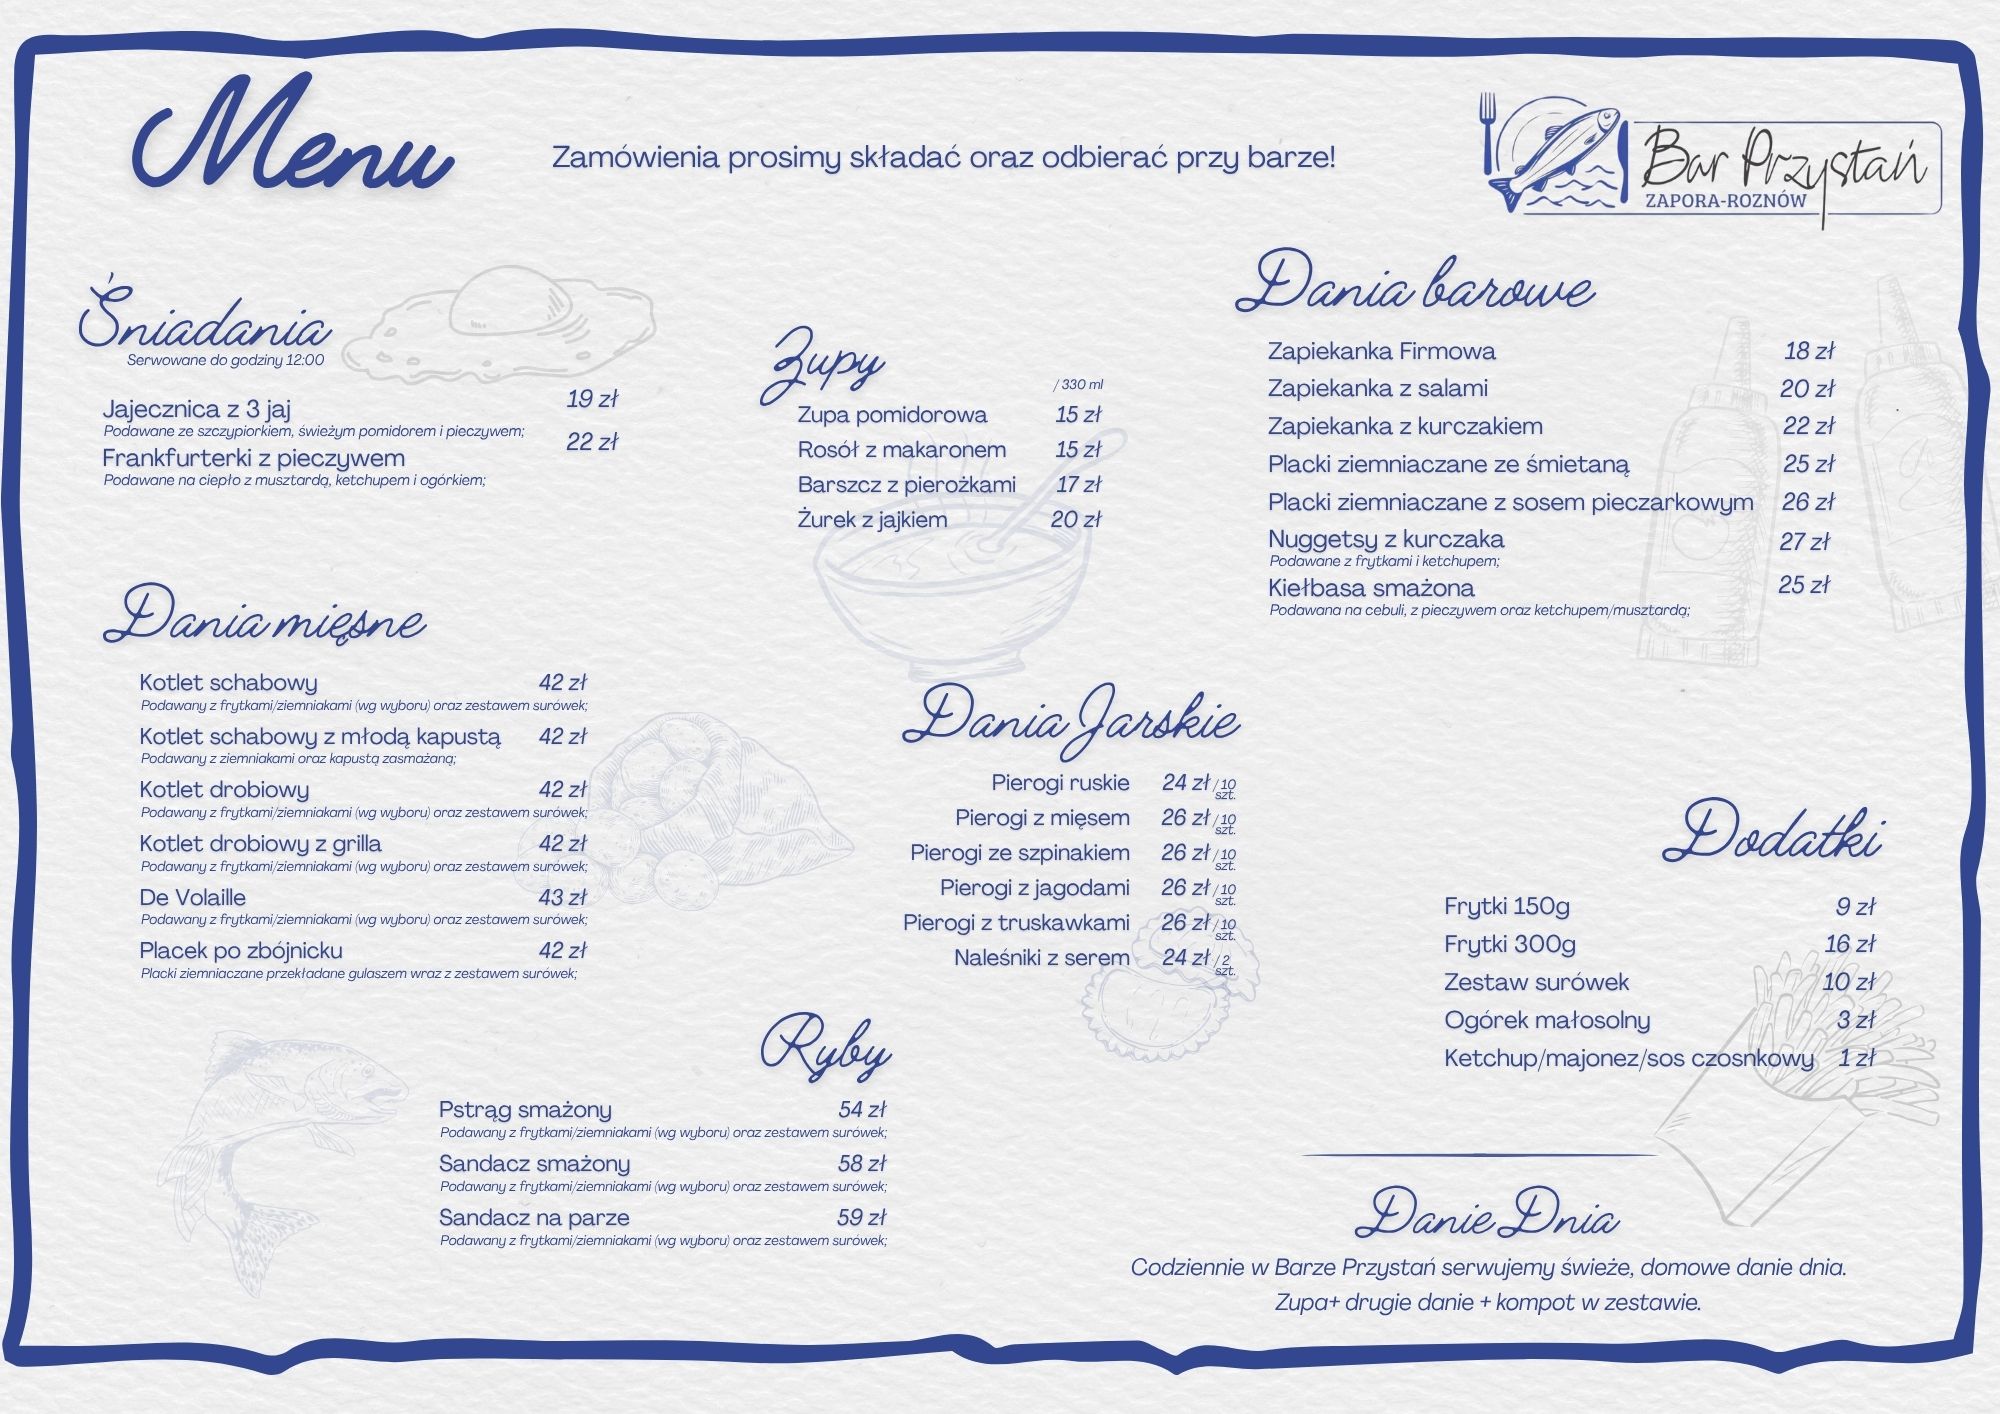 Menu
Zamówienia prosimy składać oraz odbierać przy barze!
Bar Przystań
ZAPORA-ROZNÓW
Śniadania
Serwowane do godziny 12:00
Jajecznica z 3 jaj 19 zł
Podawane ze szczypiorkiem, świeżym pomidorem i pieczywem;
Frankfurterki z pieczywem 22 zł
Podawane na ciepło z musztardą, ketchupem i ogórkiem;
Zupy
/ 330 ml
Zupa pomidorowa 15 zł
Rosół z makaronem 15 zł
Barszcz z pierożkami 17 zł
Żurek z jajkiem 20 zł
Dania barowe
Zapiekanka Firmowa 18 zł
Zapiekanka z salami 20 zł
Zapiekanka z kurczakiem 22 zł
Placki ziemniaczane ze śmietaną 25 zł
Placki ziemniaczane z sosem pieczarkowym 26 zł
Nuggetsy z kurczaka 27 zł
Podawane z frytkami i ketchupem;
Kiełbasa smażona 25 zł
Podawana na cebuli, z pieczywem oraz ketchupem/musztardą;
Dania mięsne
Kotlet schabowy 42 zł
Podawany z frytkami/ziemniakami (wg wyboru) oraz zestawem surówek;
Kotlet schabowy z młodą kapustą 42 zł
Podawany z ziemniakami oraz kapustą zasmażaną;
Kotlet drobiowy 42 zł
Podawany z frytkami/ziemniakami (wg wyboru) oraz zestawem surówek;
Kotlet drobiowy z grilla 42 zł
Podawany z frytkami/ziemniakami (wg wyboru) oraz zestawem surówek;
De Volaille 43 zł
Podawany z frytkami/ziemniakami (wg wyboru) oraz zestawem surówek;
Placek po zbójnicku 42 zł
Placki ziemniaczane przekładane gulaszem wraz z zestawem surówek;
Dania Jarskie
Pierogi ruskie 24 zł / 10 szt.
Pierogi z mięsem 26 zł / 10 szt.
Pierogi ze szpinakiem 26 zł / 10 szt.
Pierogi z jagodami 26 zł / 10 szt.
Pierogi z truskawkami 26 zł / 10 szt.
Naleśniki z serem 24 zł / 2 szt.
Dodatki
Frytki 150g 9 zł
Frytki 300g 16 zł
Zestaw surówek 10 zł
Ogórek małosolny 3 zł
Ketchup/majonez/sos czosnkowy 1 zł
Ryby
Pstrąg smażony 54 zł
Podawany z frytkami/ziemniakami (wg wyboru) oraz zestawem surówek;
Sandacz smażony 58 zł
Podawany z frytkami/ziemniakami (wg wyboru) oraz zestawem surówek;
Sandacz na parze 59 zł
Podawany z frytkami/ziemniakami (wg wyboru) oraz zestawem surówek;
Danie Dnia
Codziennie w Barze Przystań serwujemy świeże, domowe danie dnia.
Zupa+ drugie danie + kompot w zestawie.